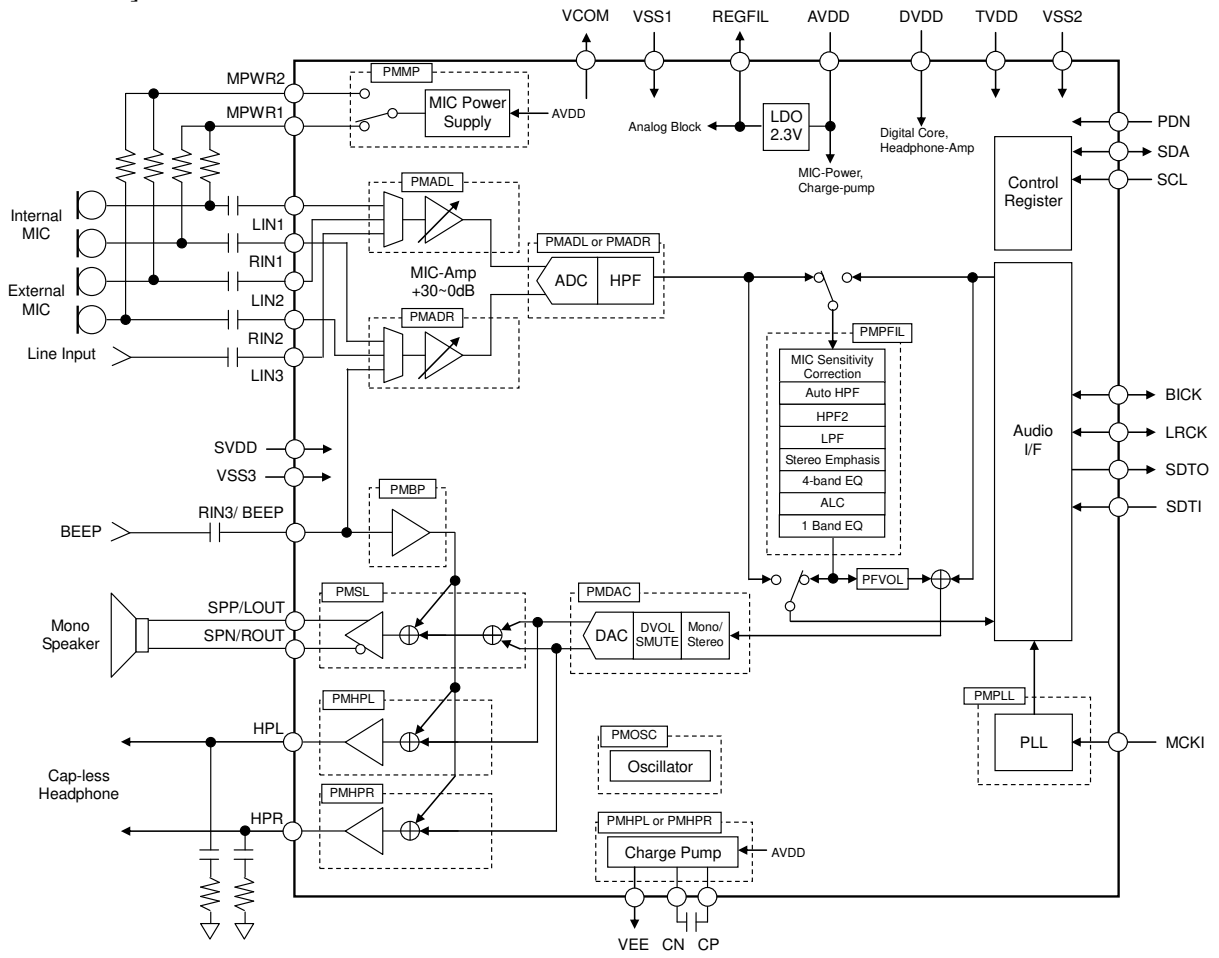 ]
VCOM VSS1 REGFIL AVDD DVDD TVDD VSS2
MPWR2
MPWR1
PMMP
MIC Power
Supply
AVDD
Analog Block
LDO
2.3V
MIC-Power,
Charge-pump
Digital Core,
Headphone-Amp
PDN
SDA
SCL
Control
Register
Internal
MIC
External
MIC
Line Input
LIN1
RIN1
LIN2
RIN2
LIN3
PMADL
MIC-Amp
+30~0dB
PMADR
PMADL or PMADR
ADC
HPF
PMPFIL
MIC Sensitivity
Correction
Auto HPF
HPF2
LPF
Stereo Emphasis
4-band EQ
ALC
1 Band EQ
Audio
I/F
BICK
LRCK
SDTO
SDTI
SVDD
VSS3
BEEP
RIN3/ BEEP
PMBP
PFVOL
Mono
Speaker
SPP/LOUT
SPN/ROUT
PMSL
PMDAC
DAC
DVOL
SMUTE
Mono/
Stereo
PMPLL
PLL
MCKI
HPL
PMHPL
Cap-less
Headphone
HPR
PMHPR
PMOSC
Oscillator
PMHPL or PMHPR
Charge Pump
AVDD
VEE CN CP